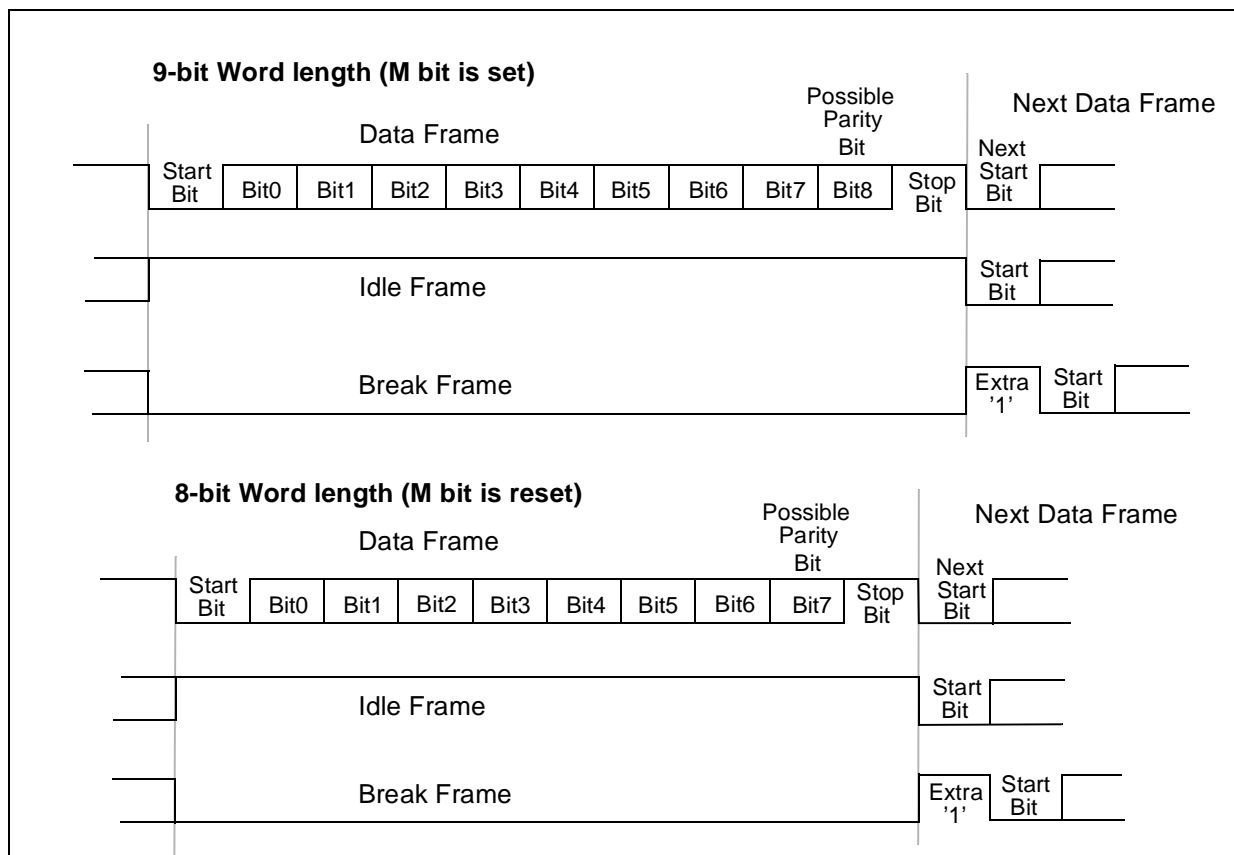 9-bit Word length (M bit is set)
Possible
Parity
Bit
Next Data Frame
Data Frame
Start
Bit
Bit0
Bit1
Bit2
Bit3
Bit4
Bit5
Bit6
Bit7
Bit8
Stop
Bit
Next
Start
Bit
Idle Frame
Start
Bit
Break Frame
Extra
’1’
Start
Bit
8-bit Word length (M bit is reset)
Possible
Parity
Bit
Next Data Frame
Data Frame
Start
Bit
Bit0
Bit1
Bit2
Bit3
Bit4
Bit5
Bit6
Bit7
Stop
Bit
Next
Start
Bit
Idle Frame
Start
Bit
Break Frame
Extra
’1’
Start
Bit